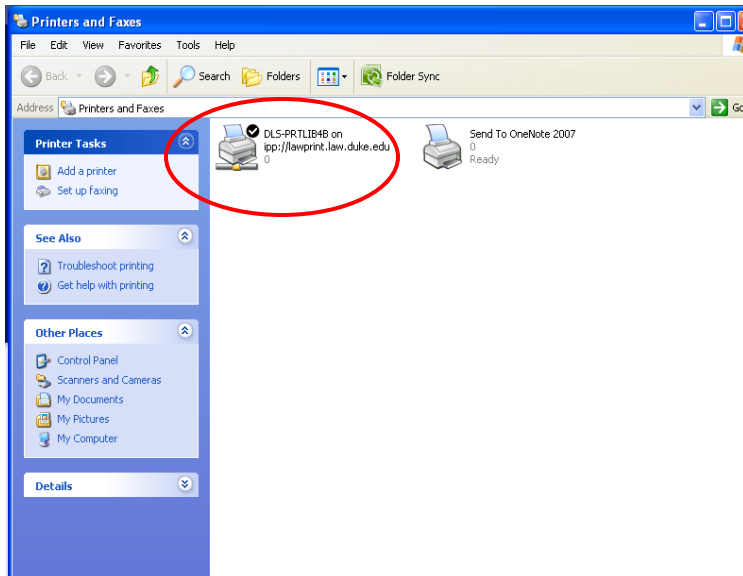 Printers and Faxes
File Edit View Favorites Tools Help
Back Search Folders Folder Sync
Address Printers and Faxes Go
Printer Tasks
Add a printer
Set up faxing
See Also
Troubleshoot printing
Get help with printing
Other Places
Control Panel
Scanners and Cameras
My Documents
My Pictures
My Computer
Details
DLS-PRTLIB4B on
ipp://lawprint.law.duke.edu
0
Send To OneNote 2007
0
Ready